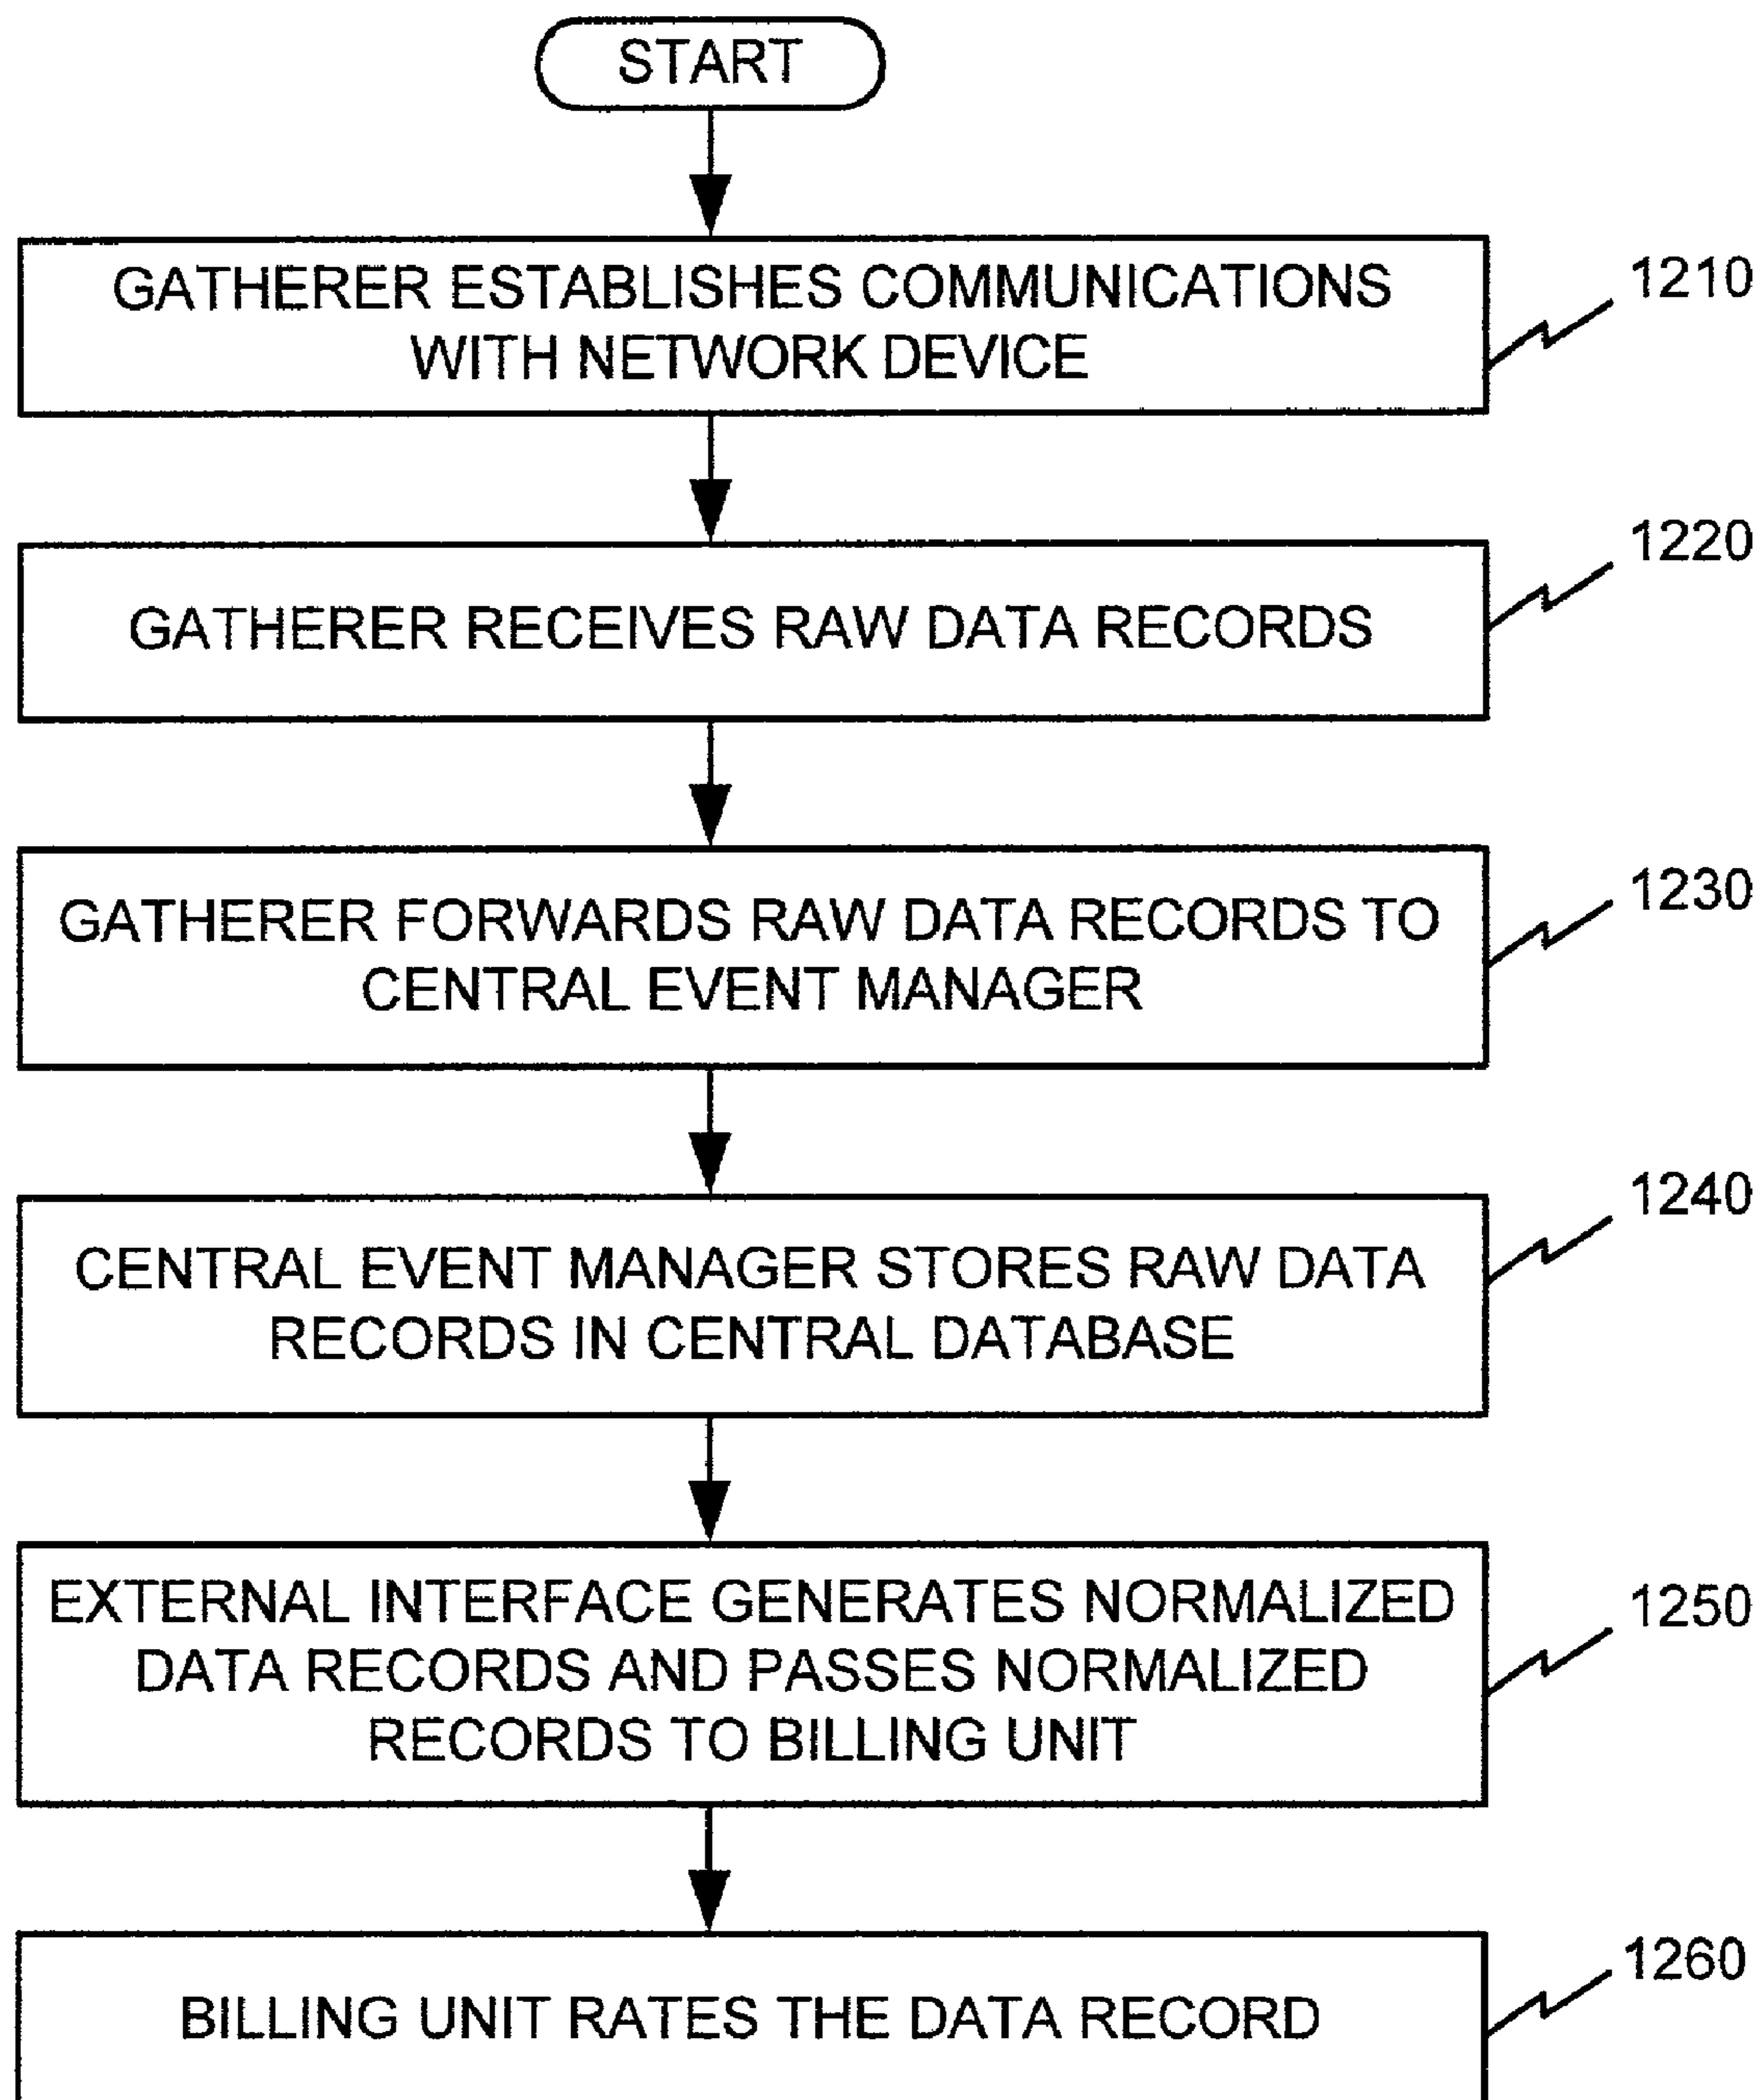 START
GATHERER ESTABLISHES COMMUNICATIONS
WITH NETWORK DEVICE
1210
GATHERER RECEIVES RAW DATA RECORDS
1220
GATHERER FORWARDS RAW DATA RECORDS TO
CENTRAL EVENT MANAGER
1230
CENTRAL EVENT MANAGER STORES RAW DATA
RECORDS IN CENTRAL DATABASE
1240
EXTERNAL INTERFACE GENERATES NORMALIZED
DATA RECORDS AND PASSES NORMALIZED
RECORDS TO BILLING UNIT
1250
BILLING UNIT RATES THE DATA RECORD
1260